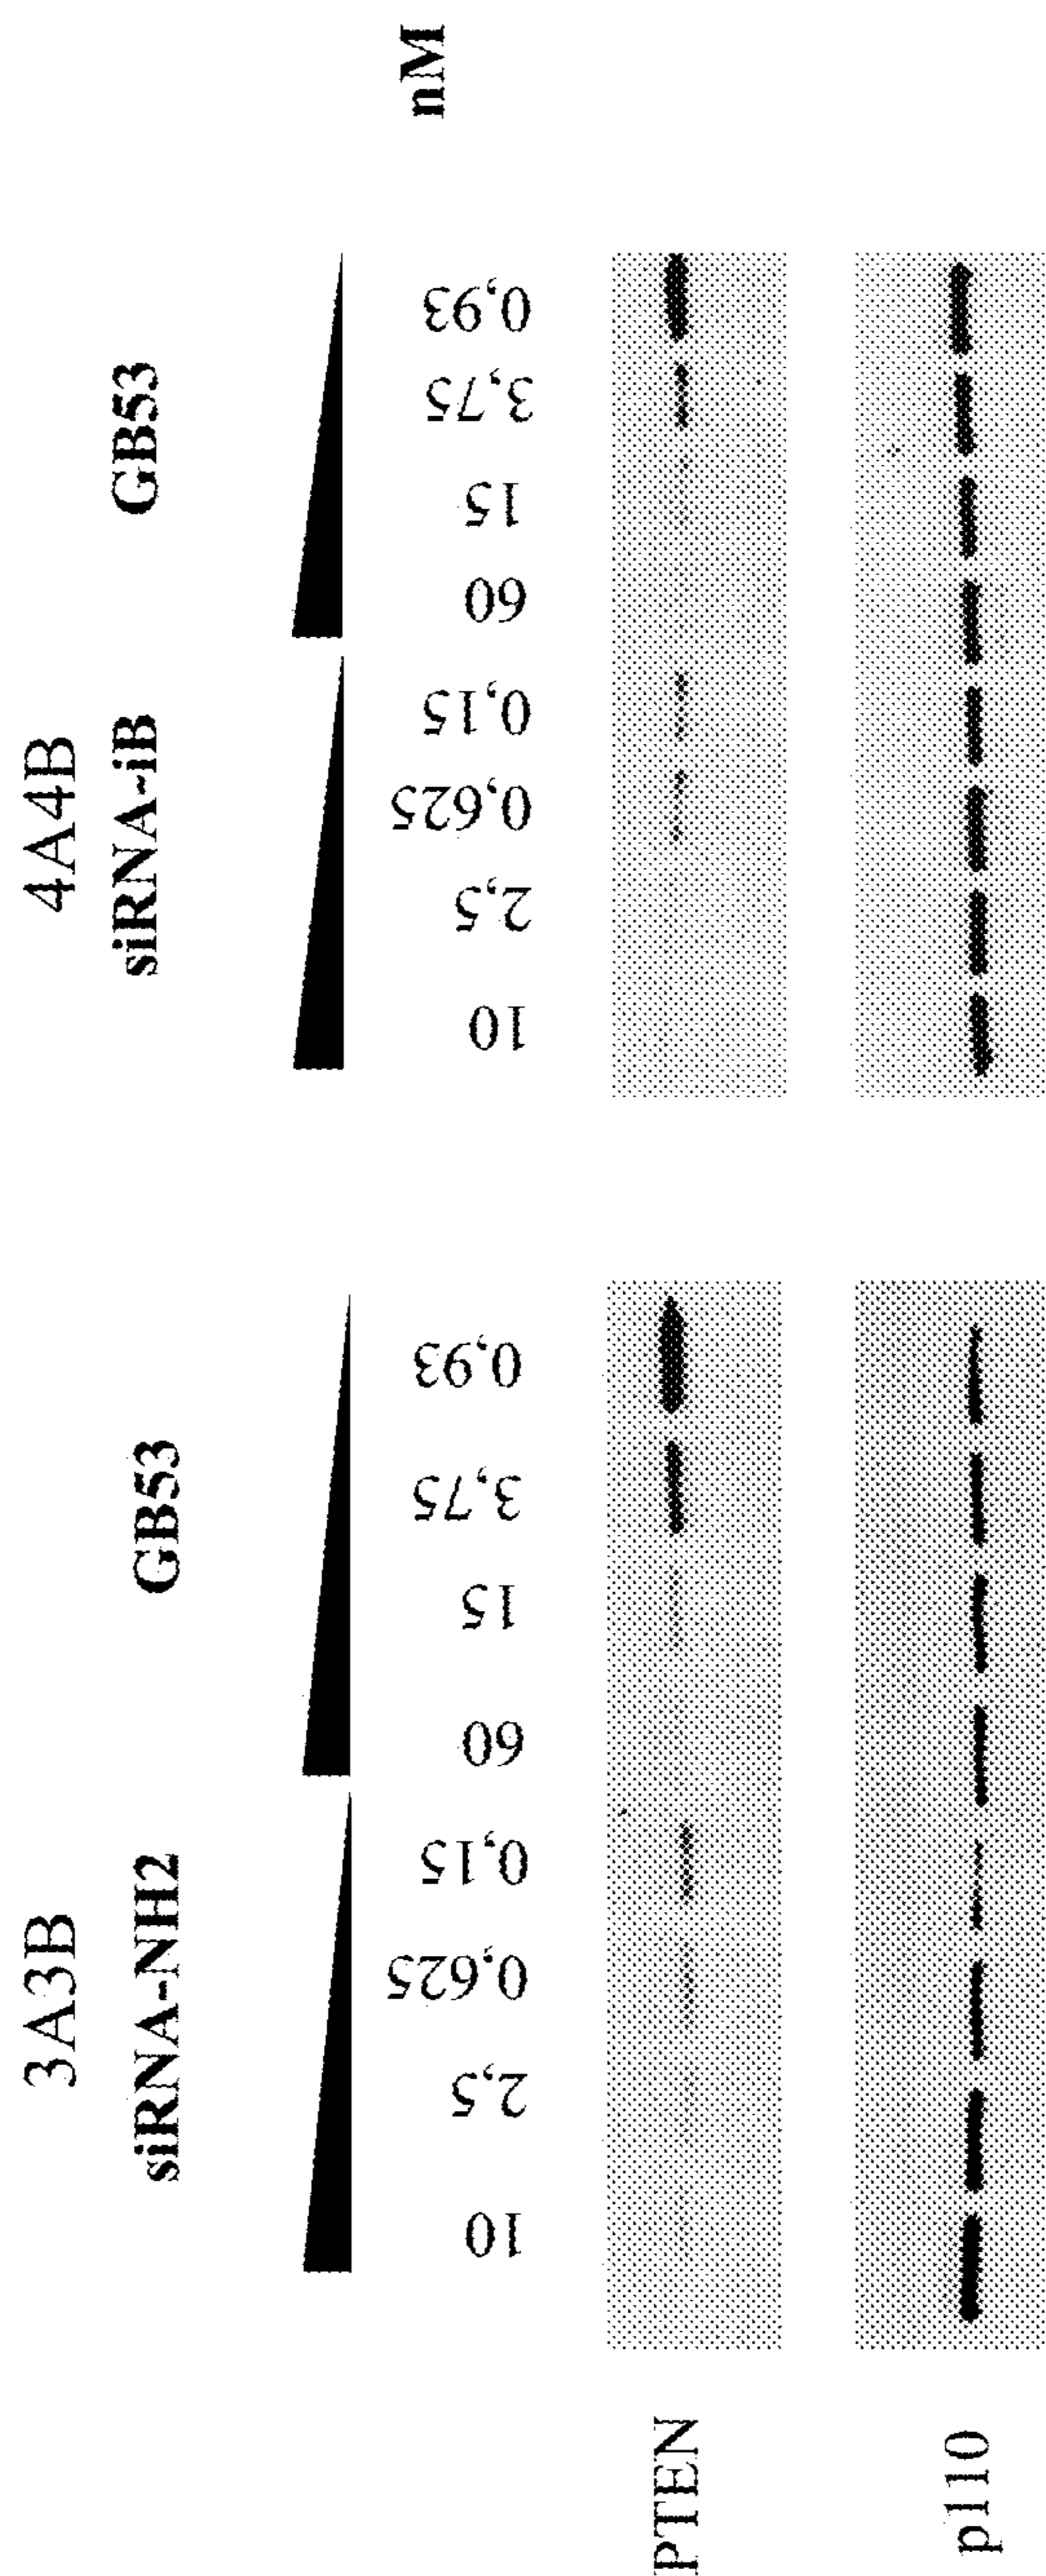 3A3B 4A4B
siRNA-NH2 GB53 siRNA-iB GB53
10 2,5 0,625 0,15 60 15 3,75 0,93 10 2,5 0,625 0,15 60 15 3,75 0,93 nM
PTEN
p110